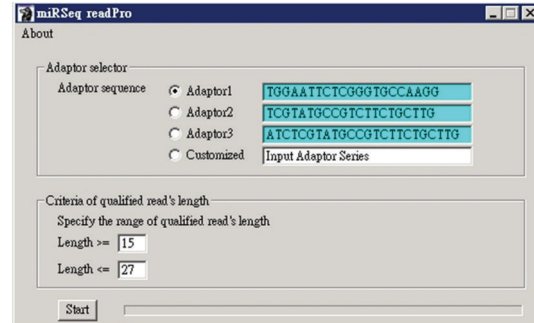 miRSeq readPro
About
Adaptor selector
Adaptor sequence Adaptor1 TGGAATTCTCGGGTGCCAAGG
Adaptor2 TCGTATGCCGTCTTCTGCTTG
Adaptor3 ATCTCGTATGCCGTCTTCTGCTTG
Customized Input Adaptor Series
Criteria of qualified read's length
Specify the range of qualified read's length
Length >= 15
Length <= 27
Start